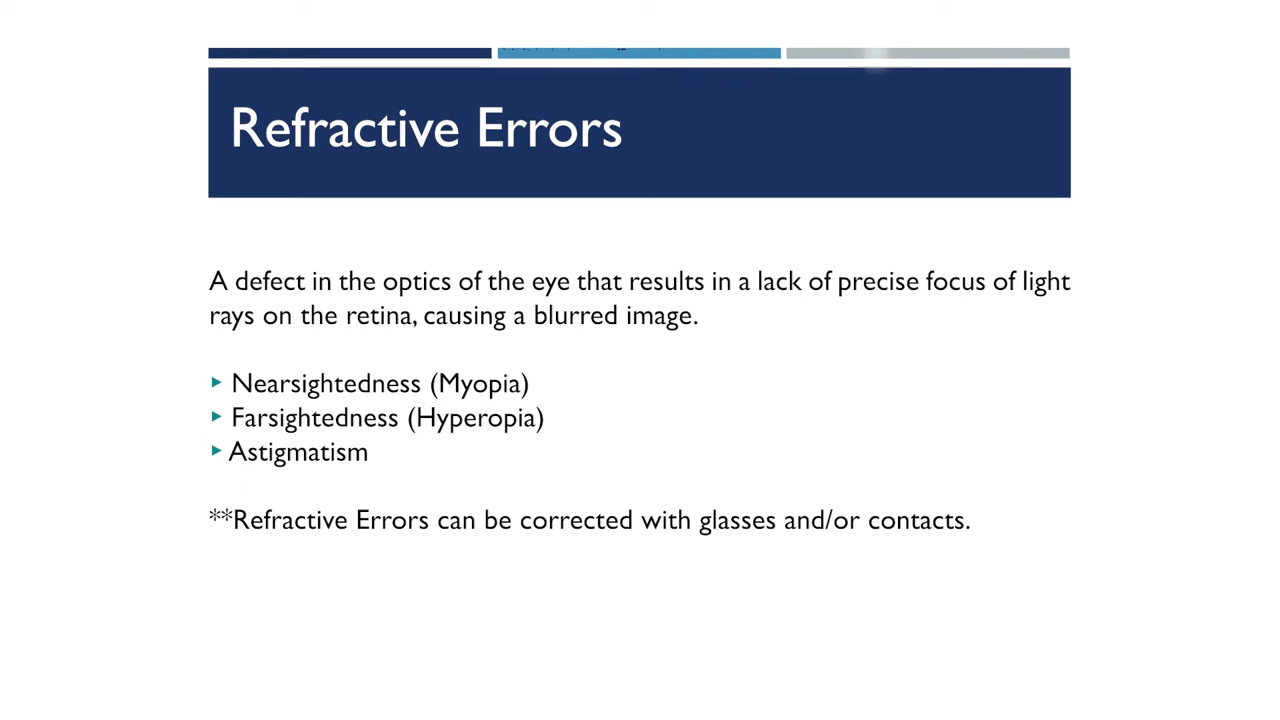 Refractive Errors
A defect in the optics of the eye that results in a lack of precise focus of light
rays on the retina, causing a blurred image.
Nearsightedness (Myopia)
Farsightedness (Hyperopia)
Astigmatism
**Refractive Errors can be corrected with glasses and/or contacts.